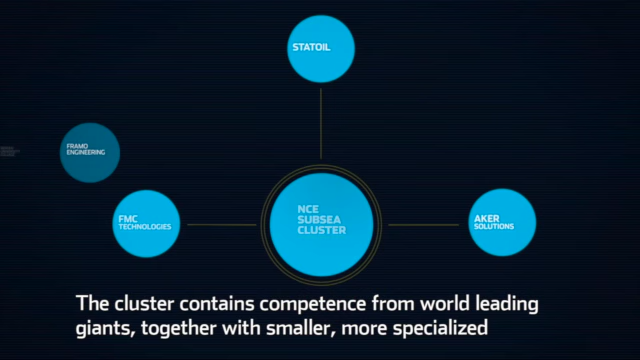 STATOIL
FRAMO
ENGINEERING
FMC
TECHNOLOGIES
NCE
SUBSEA
CLUSTER
AKER
SOLUTIONS
The cluster contains competence from world leading
giants, together with smaller, more specialized